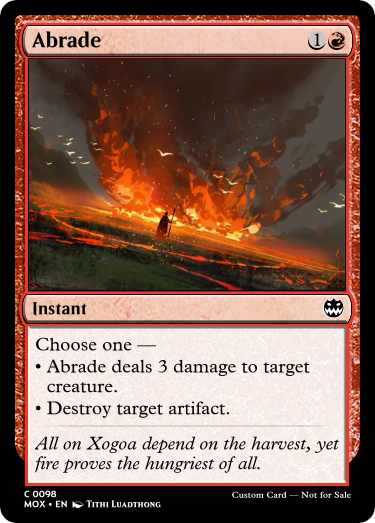 Abrade 1
Instant
Choose one —
• Abrade deals 3 damage to target
creature.
• Destroy target artifact.
All on Xogoa depend on the harvest, yet
fire proves the hungriest of all.
C 0098
MOX • EN Tithi Luadthong
Custom Card — Not for Sale